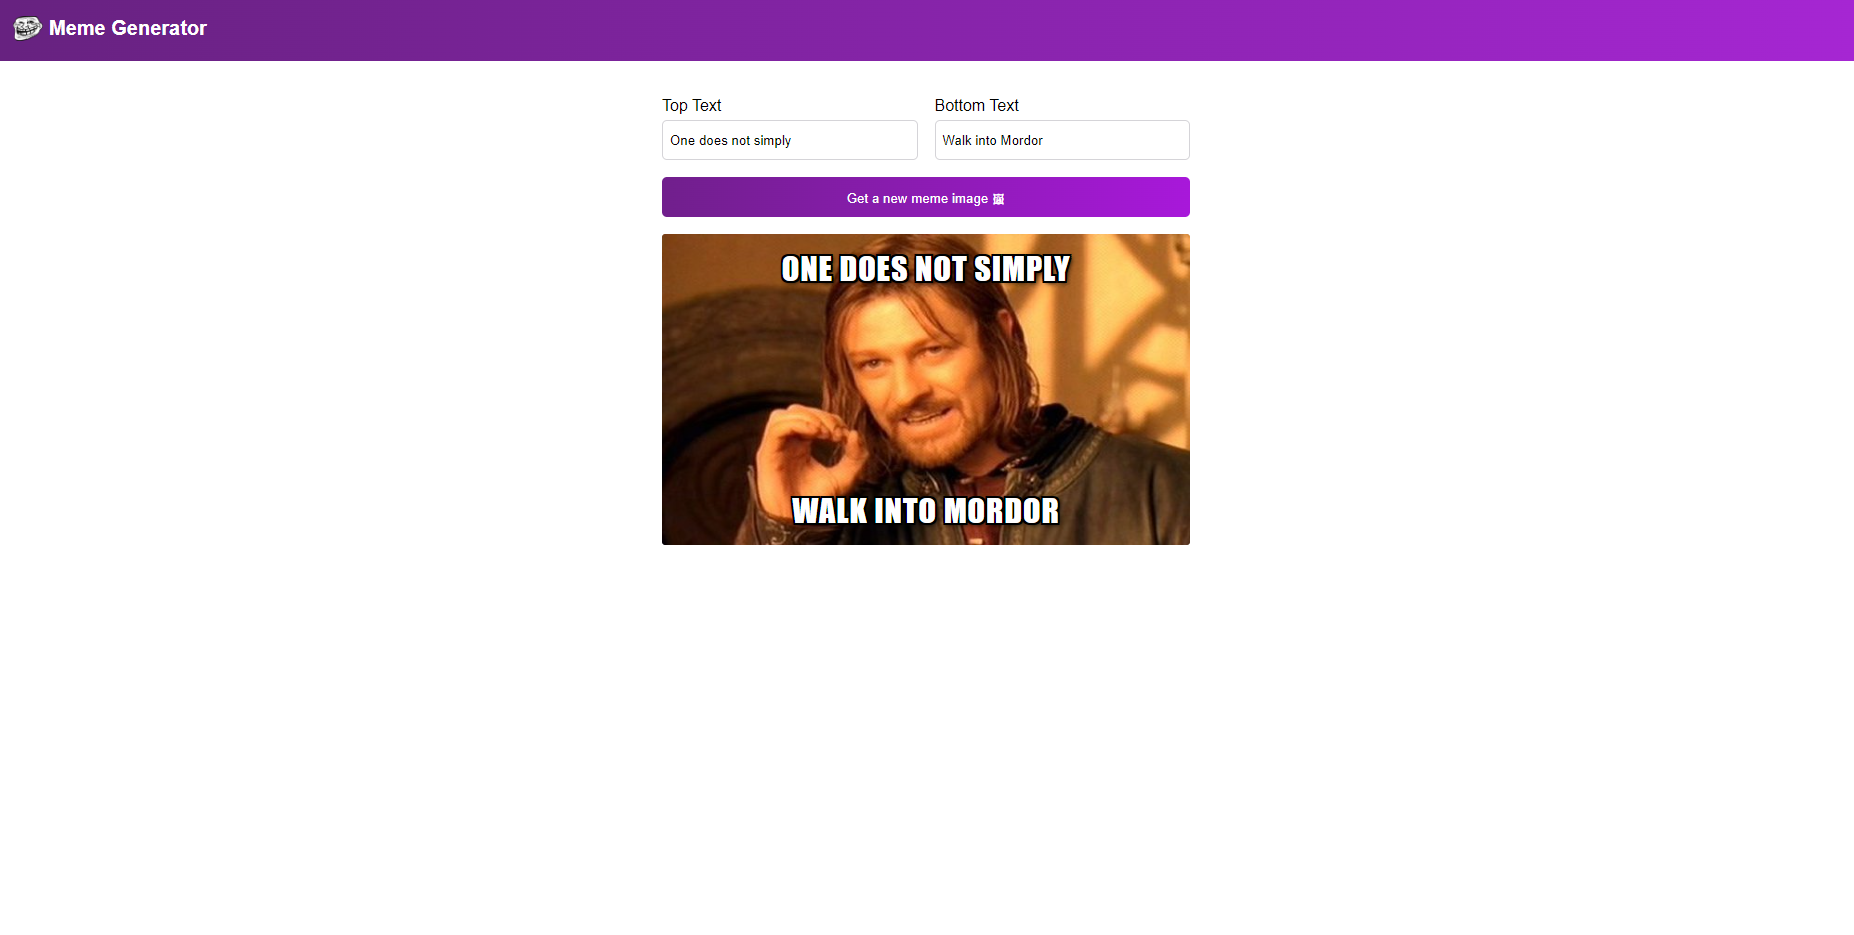 Meme Generator
Top Text
Bottom Text
One does not simply
Walk into Mordor
Get a new meme image 🖼
ONE DOES NOT SIMPLY
WALK INTO MORDOR